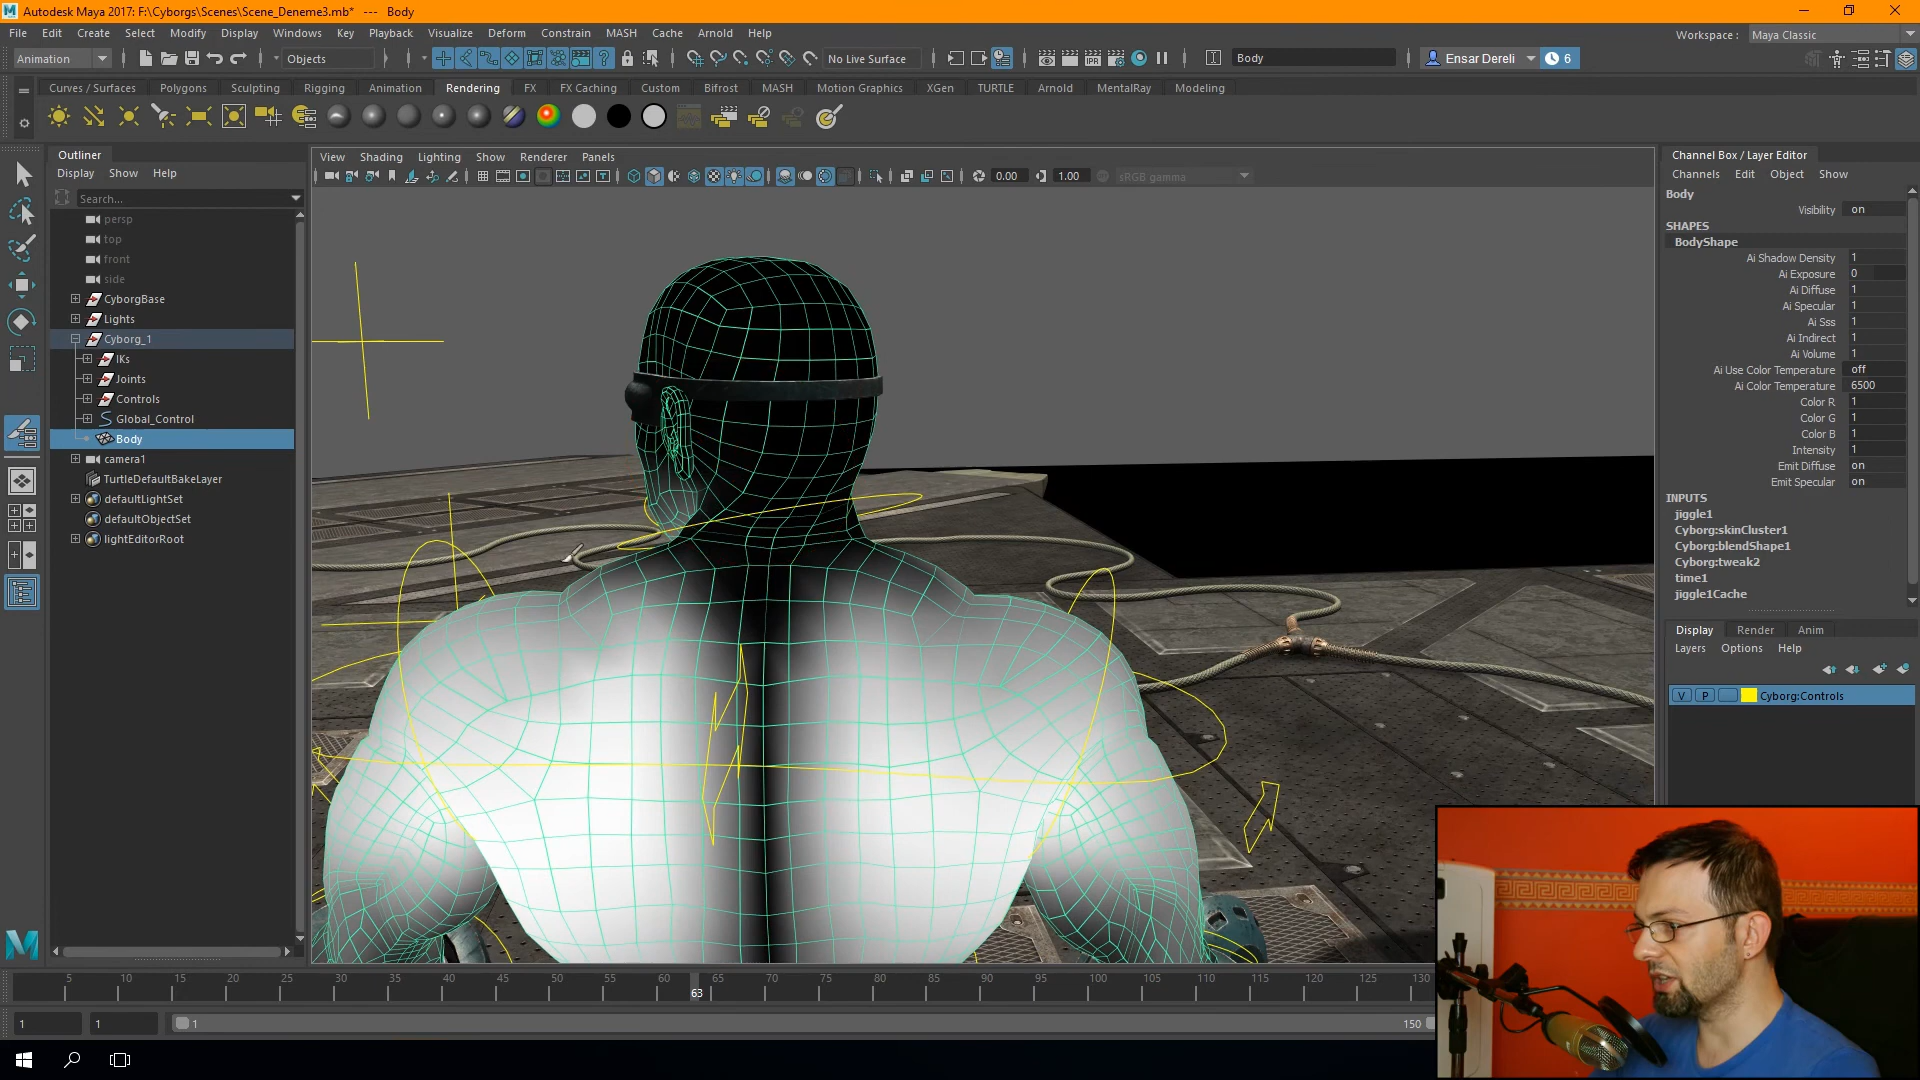 Autodesk Maya 2017: F:\Cyborgs\Scenes\Scene_Deneme3.mb* --- Body
File Edit Create Select Modify Display Windows Key Playback Visualize Deform Constrain MASH Cache Arnold Help
Workspace : Maya Classic
Animation Objects No Live Surface IPR Body Ensar Dereli 6
Curves / Surfaces Polygons Sculpting Rigging Animation Rendering FX FX Caching Custom Bifrost MASH Motion Graphics XGen TURTLE Arnold MentalRay Modeling
Outliner
Display Show Help
Search...
persp
top
front
side
CyborgBase
Lights
Cyborg_1
IKs
Joints
Controls
Global_Control
Body
camera1
TurtleDefaultBakeLayer
defaultLightSet
defaultObjectSet
lightEditorRoot
View Shading Lighting Show Renderer Panels
0.00 1.00 sRGB gamma
Channel Box / Layer Editor
Channels Edit Object Show
Body
Visibility on
SHAPES
BodyShape
Ai Shadow Density 1
Ai Exposure 0
Ai Diffuse 1
Ai Specular 1
Ai Sss 1
Ai Indirect 1
Ai Volume 1
Ai Use Color Temperature off
Ai Color Temperature 6500
Color R 1
Color G 1
Color B 1
Intensity 1
Emit Diffuse on
Emit Specular on
INPUTS
jiggle1
Cyborg:skinCluster1
Cyborg:blendShape1
Cyborg:tweak2
time1
jiggle1Cache
Display Render Anim
Layers Options Help
V P Cyborg:Controls
5 10 15 20 25 30 35 40 45 50 55 60 65 70 75 80 85 90 95 100 105 110 115 120 125 130
63
1 1 1 150